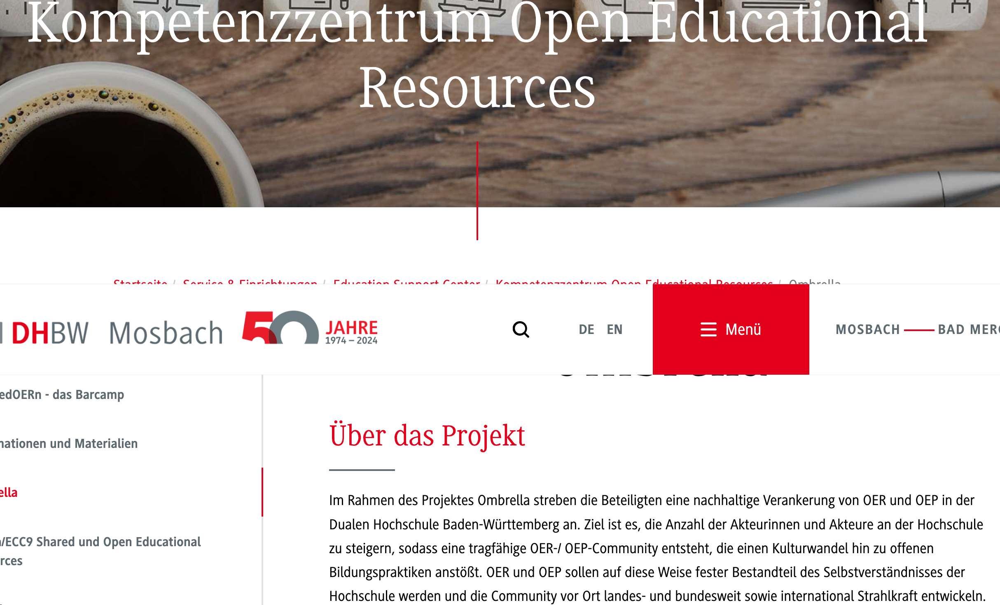 Kompetenzzentrum Open Educational
Resources
Startseite / Service & Einrichtungen / Education Support Center / Kompetenzzentrum Open Educational Resources / Ombrella
DHBW Mosbach 50 JAHRE
1974 – 2024
DE EN
Menü
MOSBACH BAD
edOERn - das Barcamp
nationen und Materialien
ella
/ECC9 Shared und Open Educational
rces
Über das Projekt
Im Rahmen des Projektes Ombrella streben die Beteiligten eine nachhaltige Verankerung von OER und OEP in der
Dualen Hochschule Baden-Württemberg an. Ziel ist es, die Anzahl der Akteurinnen und Akteure an der Hochschule
zu steigern, sodass eine tragfähige OER-/ OEP-Community entsteht, die einen Kulturwandel hin zu offenen
Bildungspraktiken anstößt. OER und OEP sollen auf diese Weise fester Bestandteil des Selbstverständnisses der
Hochschule werden und die Community vor Ort landes- und bundesweit sowie international Strahlkraft entwickeln.